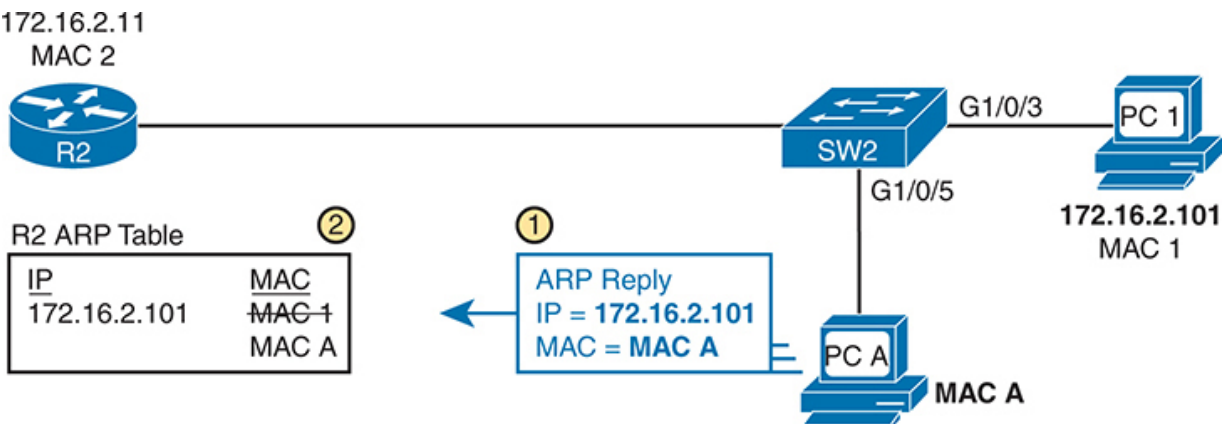 172.16.2.11
MAC 2
R2
SW2
G1/0/3
PC 1
G1/0/5
172.16.2.101
MAC 1
R2 ARP Table
2
IP MAC
172.16.2.101 MAC 1
MAC A
1
ARP Reply
IP = 172.16.2.101
MAC = MAC A
PC A
MAC A